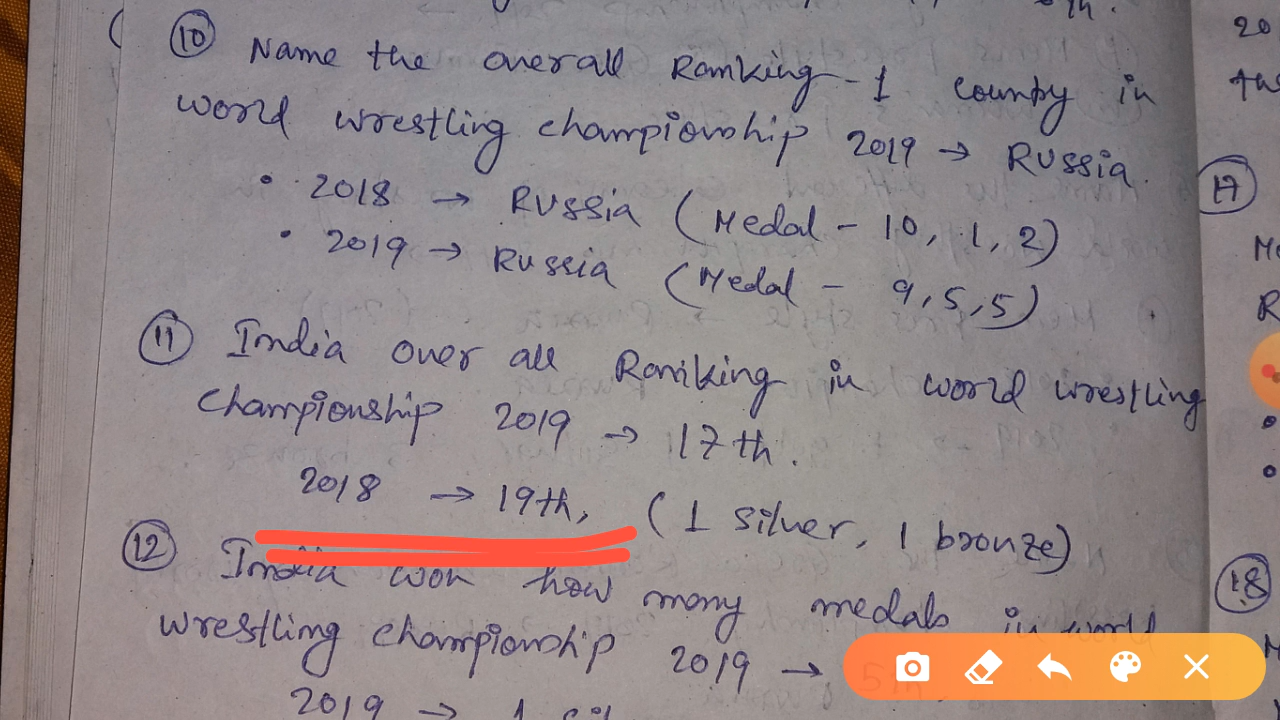 (10) Name the overall Ranking-1 country in
world wrestling championship 2019 → Russia.
• 2018 → Russia (Medal - 10, 1, 2)
• 2019 → Russia (Medal - 9, 5, 5)
(11) India over all Ranking in world wrestling
championship 2019 → 17th.
2018 → 19th, (1 silver, 1 bronze)
(12) India won how many medals in world
wrestling championship 2019 →
2019 → 1
20
(17)
(18)